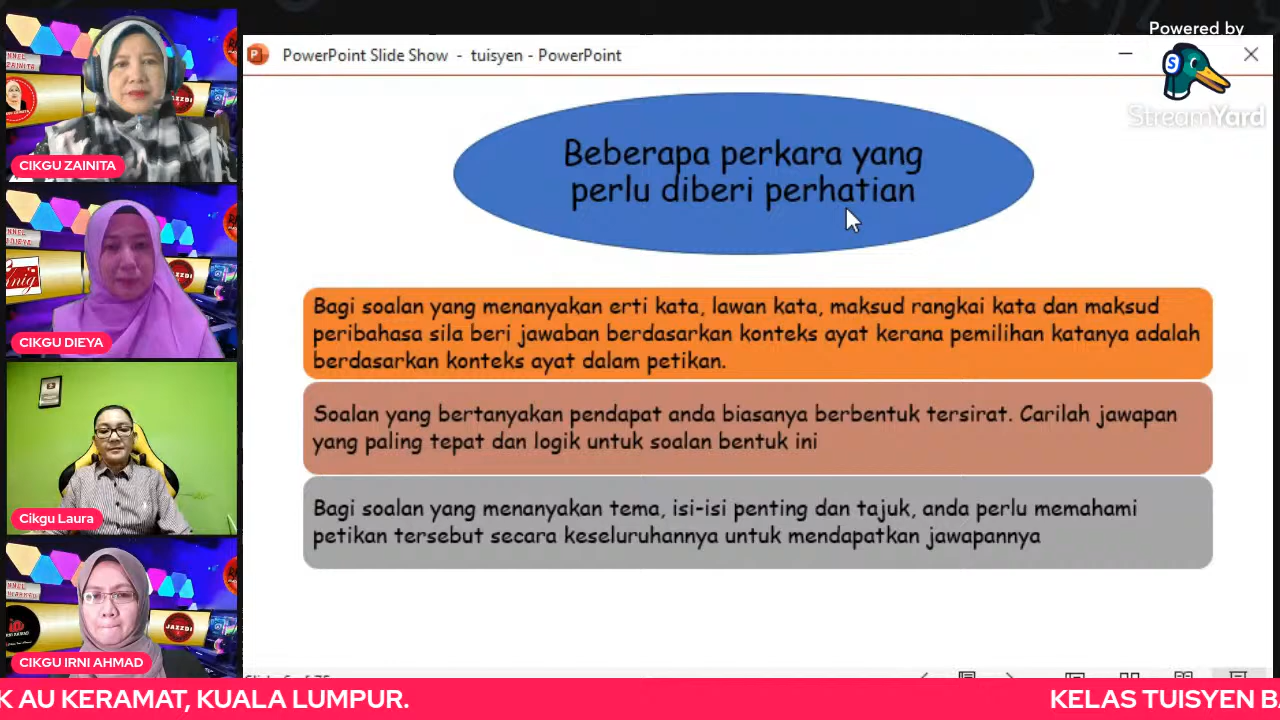 Powered by
StreamYard
PowerPoint Slide Show - tuisyen - PowerPoint
Beberapa perkara yang
perlu diberi perhatian
Bagi soalan yang menanyakan erti kata, lawan kata, maksud rangkai kata dan maksud
peribahasa sila beri jawaban berdasarkan konteks ayat kerana pemilihan katanya adalah
berdasarkan konteks ayat dalam petikan.
Soalan yang bertanyakan pendapat anda biasanya berbentuk tersirat. Carilah jawapan
yang paling tepat dan logik untuk soalan bentuk ini
Bagi soalan yang menanyakan tema, isi-isi penting dan tajuk, anda perlu memahami
petikan tersebut secara keseluruhannya untuk mendapatkan jawapannya
CIKGU ZAINITA
CIKGU DIEYA
Cikgu Laura
CIKGU IRNI AHMAD
JAZZDI
K AU KERAMAT, KUALA LUMPUR.
KELAS TUISYEN BA